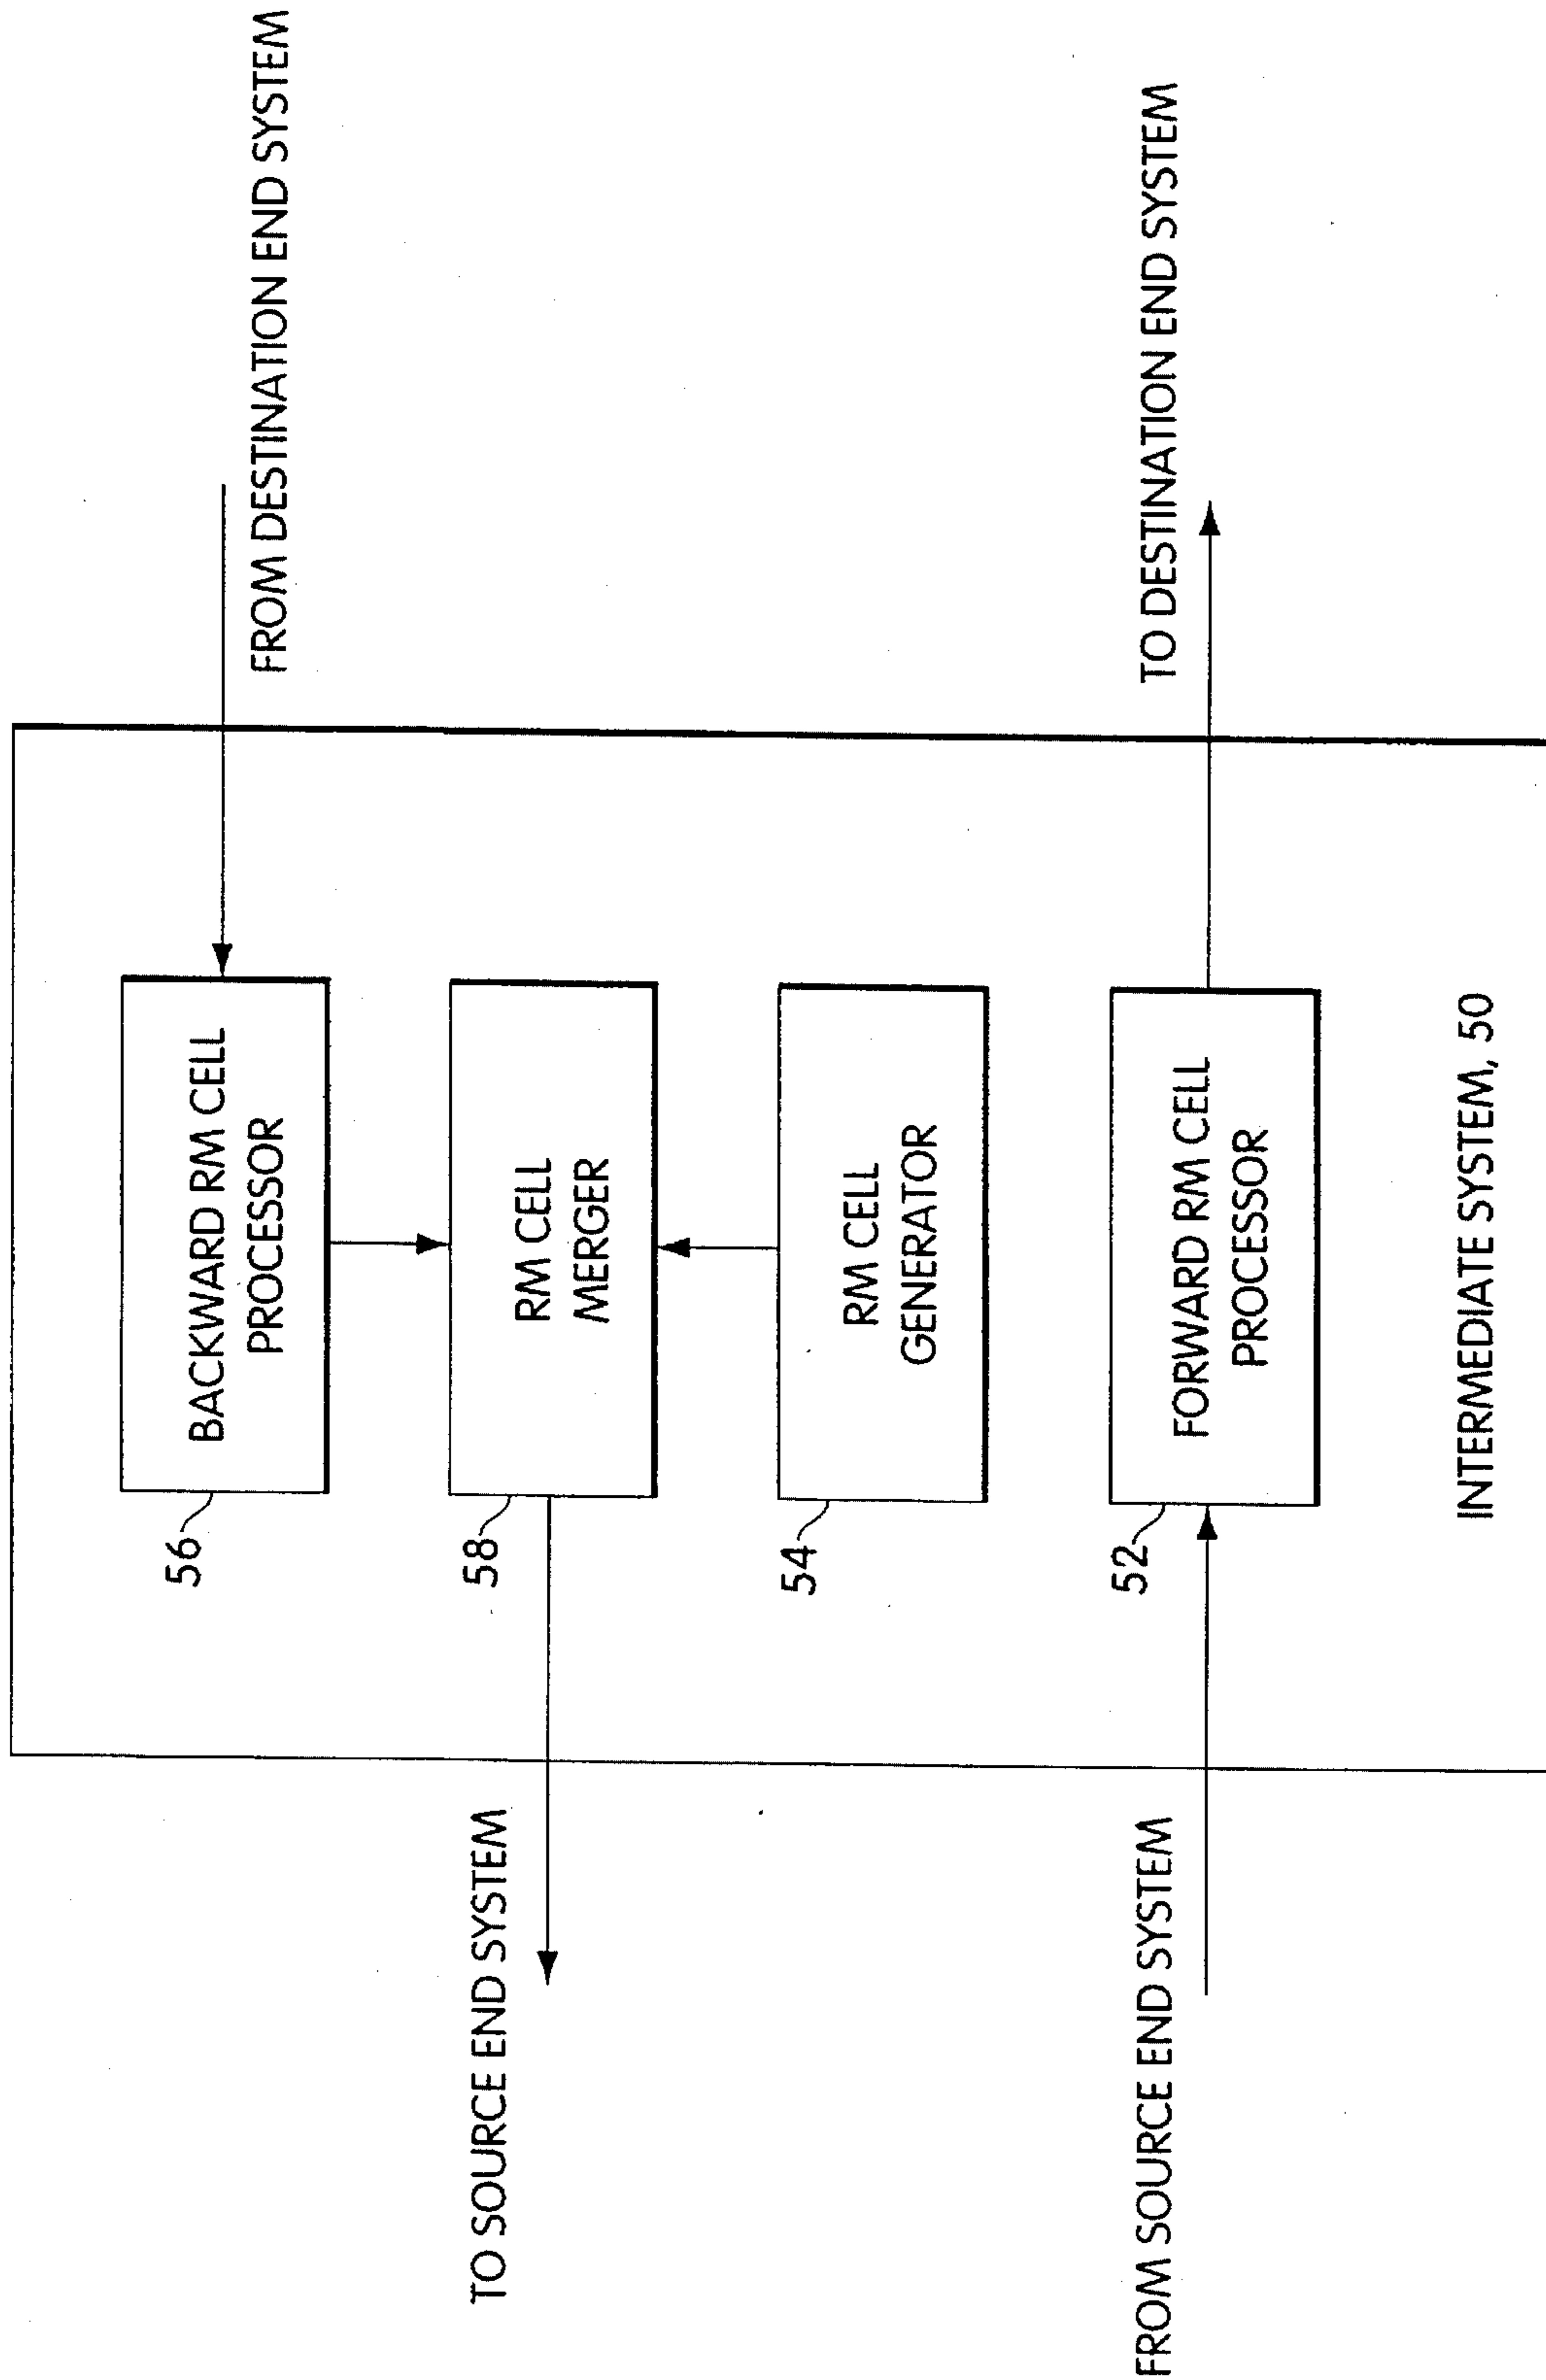 FROM DESTINATION END SYSTEM
56
BACKWARD RM CELL
PROCESSOR
TO SOURCE END SYSTEM
58
RM CELL
MERGER
54
RM CELL
GENERATOR
FROM SOURCE END SYSTEM
52
FORWARD RM CELL
PROCESSOR
TO DESTINATION END SYSTEM
INTERMEDIATE SYSTEM, 50